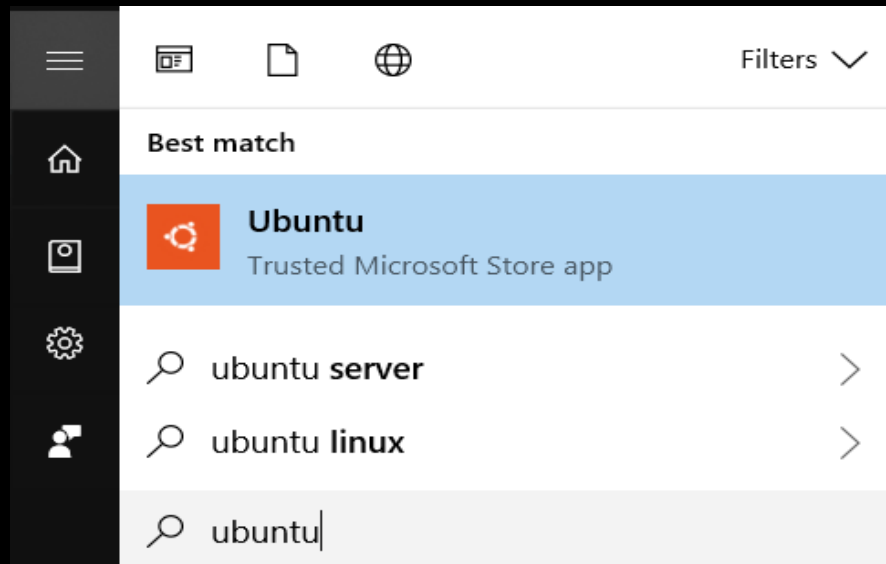 Filters
Best match
Ubuntu
Trusted Microsoft Store app
ubuntu server
ubuntu linux
ubuntu